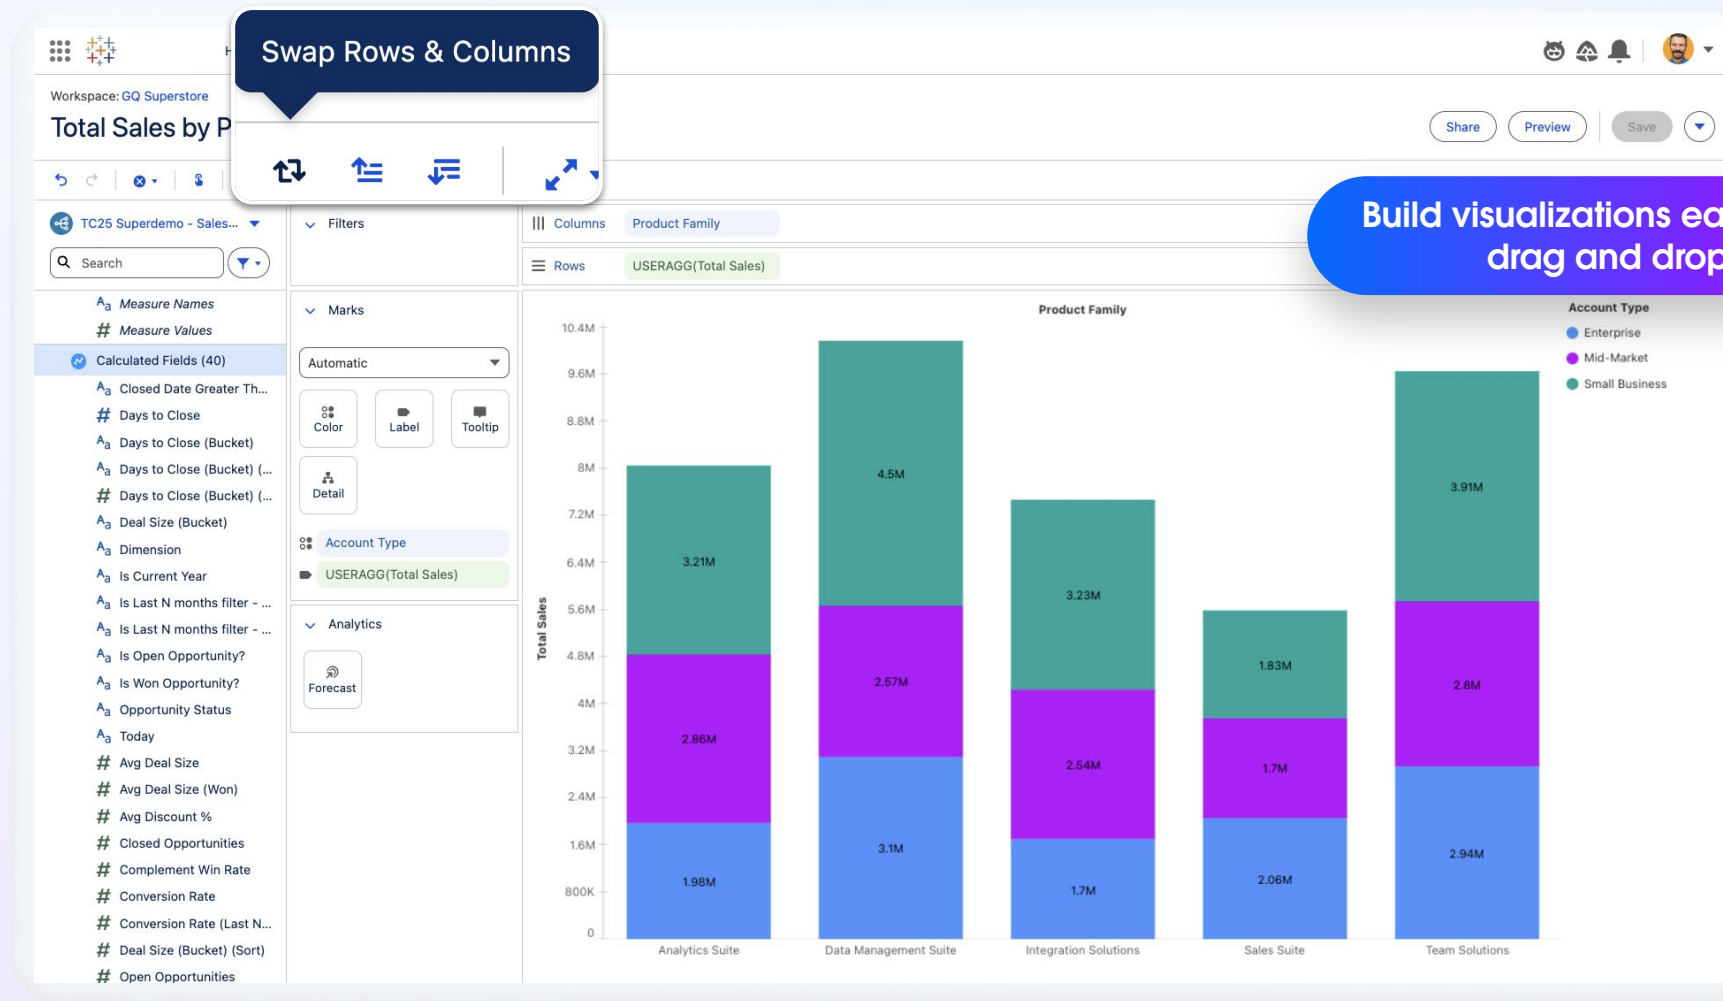 Swap Rows & Columns
Workspace: GQ Superstore
Total Sales by P
Share
Preview
Save
Build visualizations ea
drag and drop
TC25 Superdemo - Sales...
Search
Measure Names
Measure Values
Calculated Fields (40)
Closed Date Greater Th...
Days to Close
Days to Close (Bucket)
Days to Close (Bucket) (...
Days to Close (Bucket) (...
Deal Size (Bucket)
Dimension
Is Current Year
Is Last N months filter - ...
Is Last N months filter - ...
Is Open Opportunity?
Is Won Opportunity?
Opportunity Status
Today
Avg Deal Size
Avg Deal Size (Won)
Avg Discount %
Closed Opportunities
Complement Win Rate
Conversion Rate
Conversion Rate (Last N...
Deal Size (Bucket) (Sort)
Open Opportunities
Filters
Marks
Automatic
Color
Label
Tooltip
Detail
Account Type
USERAGG(Total Sales)
Analytics
Forecast
Columns
Product Family
Rows
USERAGG(Total Sales)
Product Family
Total Sales
10.4M
9.6M
8.8M
8M
7.2M
6.4M
5.6M
4.8M
4M
3.2M
2.4M
1.6M
800K
0
3.21M
2.86M
1.98M
4.5M
2.57M
3.1M
3.23M
2.54M
1.7M
1.83M
1.7M
2.06M
3.91M
2.8M
2.94M
Analytics Suite
Data Management Suite
Integration Solutions
Sales Suite
Team Solutions
Account Type
Enterprise
Mid-Market
Small Business